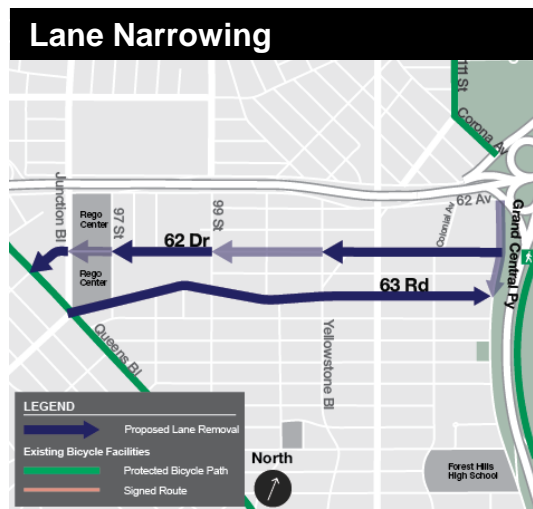 Lane Narrowing
111 St
Corona Av
Junction Bl
Rego
Center
97 St
99 St
62 Av
Colonial Av
Grand Central Py
62 Dr
Rego
Center
63 Rd
Queens Bl
Yellowstone Bl
LEGEND
Proposed Lane Removal
Existing Bicycle Facilities
Protected Bicycle Path
Signed Route
North
Forest Hills
High School